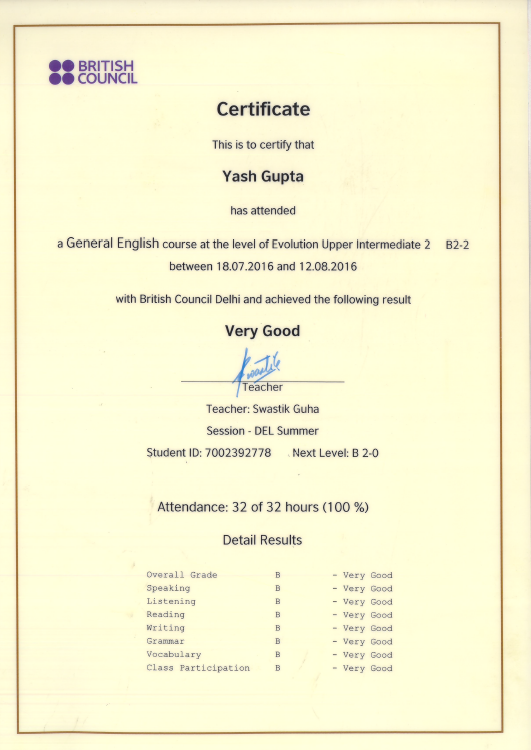 BRITISH
COUNCIL
Certificate
This is to certify that
Yash Gupta
has attended
a General English course at the level of Evolution Upper Intermediate 2 B2-2
between 18.07.2016 and 12.08.2016
with British Council Delhi and achieved the following result
Very Good
Swastik
Teacher
Teacher: Swastik Guha
Session - DEL Summer
Student ID: 7002392778 Next Level: B 2-0
Attendance: 32 of 32 hours (100 %)
Detail Results
Overall Grade B - Very Good
Speaking B - Very Good
Listening B - Very Good
Reading B - Very Good
Writing B - Very Good
Grammar B - Very Good
Vocabulary B - Very Good
Class Participation B - Very Good